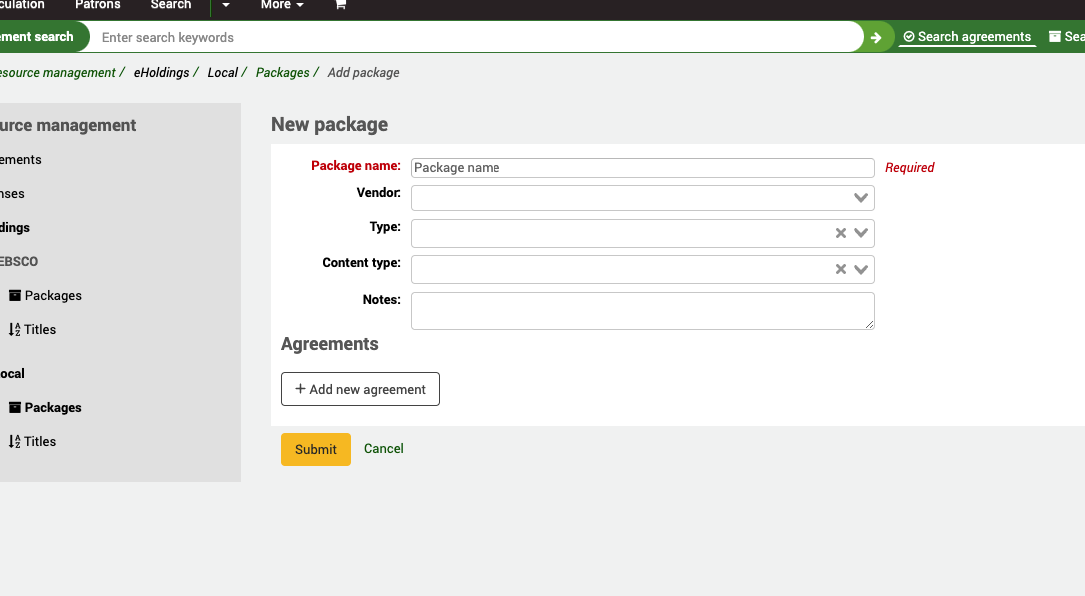 culation Patrons Search More
ment search Enter search keywords Search agreements Sea
esource management / eHoldings / Local / Packages / Add package
urce management
ements
nses
dings
EBSCO
Packages
Titles
ocal
Packages
Titles
New package
Package name: Package name Required
Vendor:
Type:
Content type:
Notes:
Agreements
+ Add new agreement
Submit Cancel